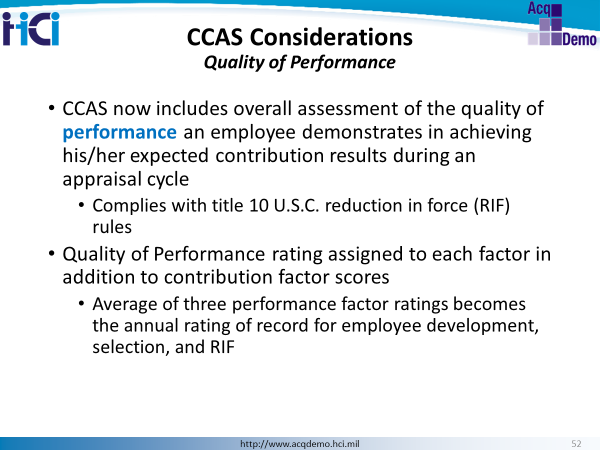 HCi
Acq
Demo
CCAS Considerations
Quality of Performance
• CCAS now includes overall assessment of the quality of
performance an employee demonstrates in achieving
his/her expected contribution results during an
appraisal cycle
• Complies with title 10 U.S.C. reduction in force (RIF)
rules
• Quality of Performance rating assigned to each factor in
addition to contribution factor scores
• Average of three performance factor ratings becomes
the annual rating of record for employee development,
selection, and RIF
http://www.acqdemo.hci.mil
52